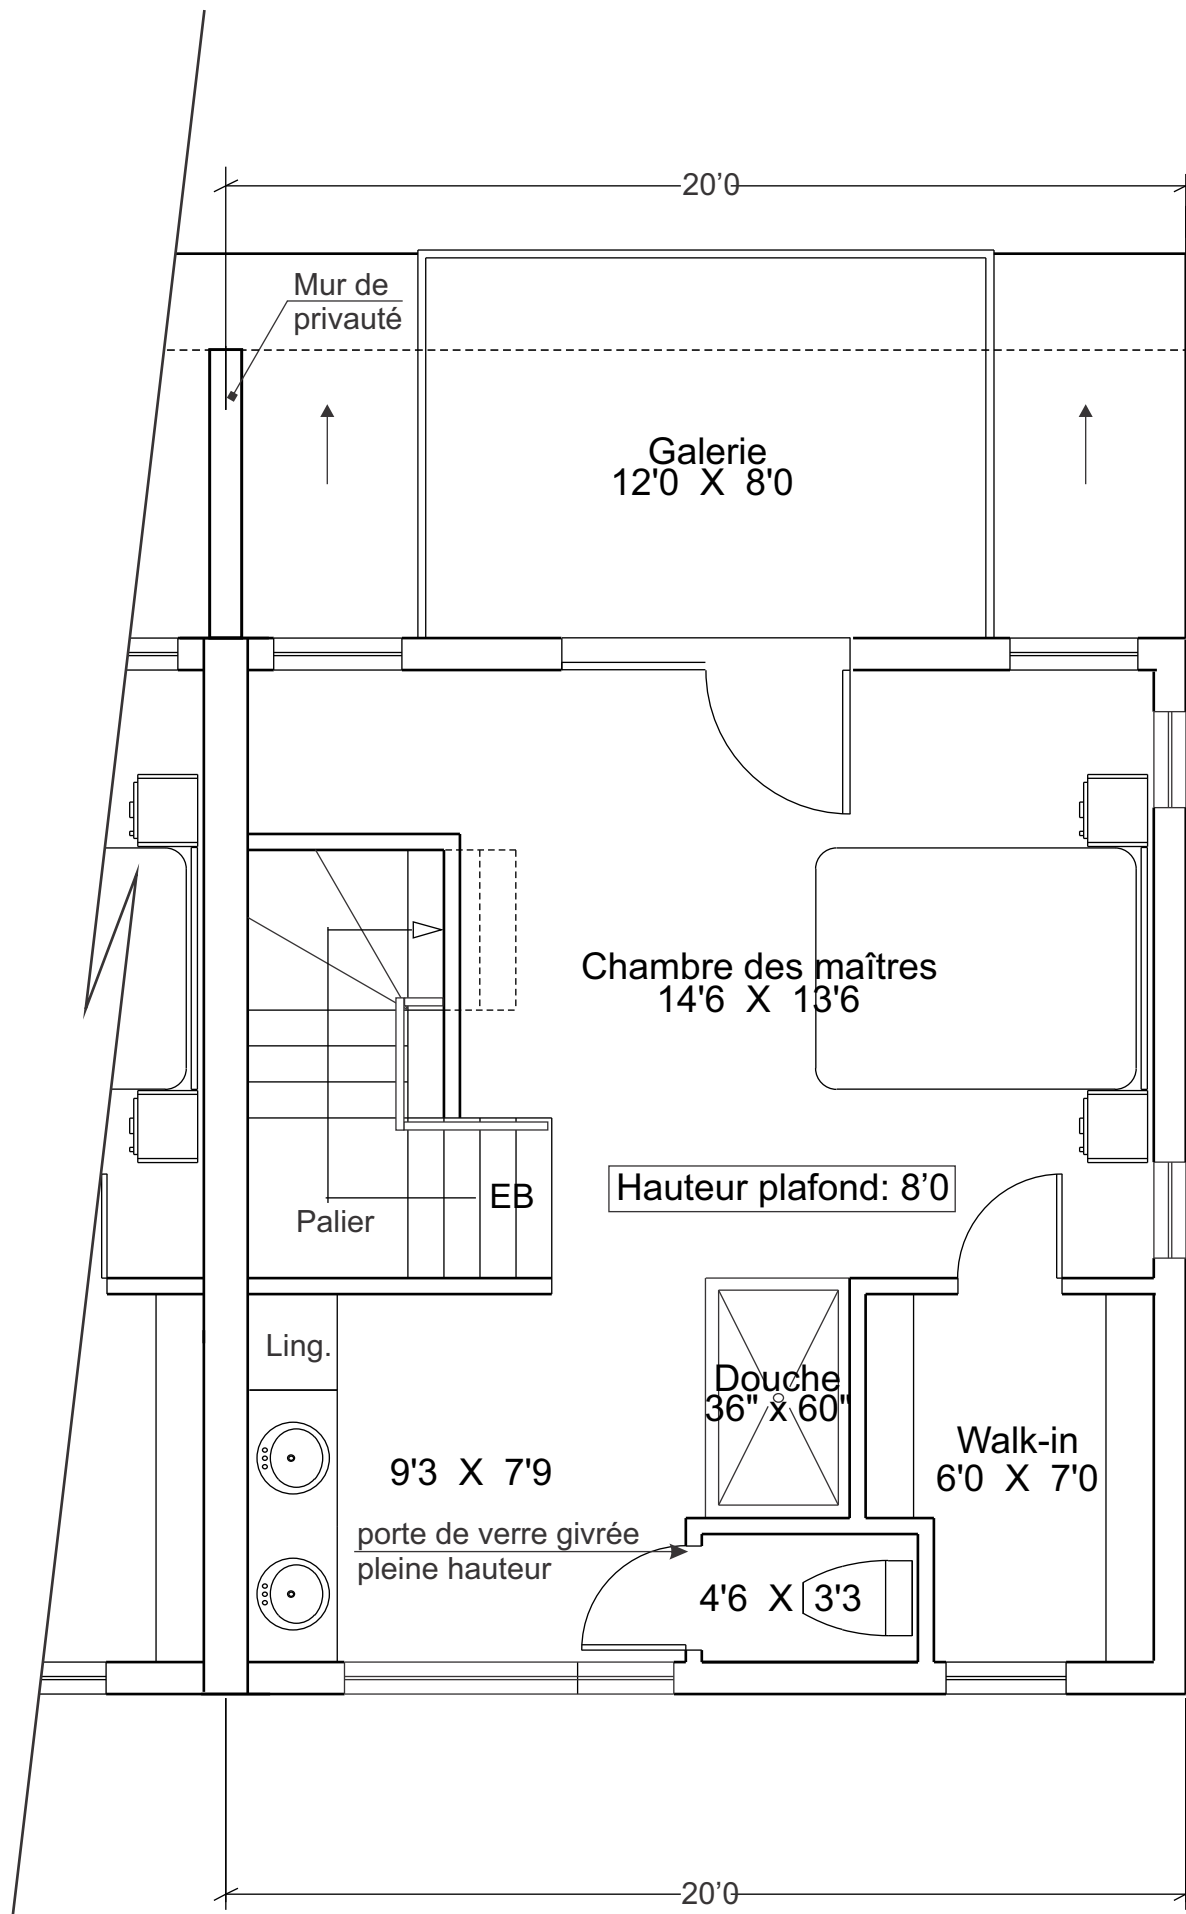 20’0
Mur de
privauté
Galerie
12'0 X 8'0
Chambre des maîtres
14'6 X 13'6
Hauteur plafond: 8’0
EB
Palier
Ling.
Douche
36" x 60"
Walk-in
6'0 X 7'0
9'3 X 7'9
porte de verre givrée
pleine hauteur
4'6 X 3'3
20’0